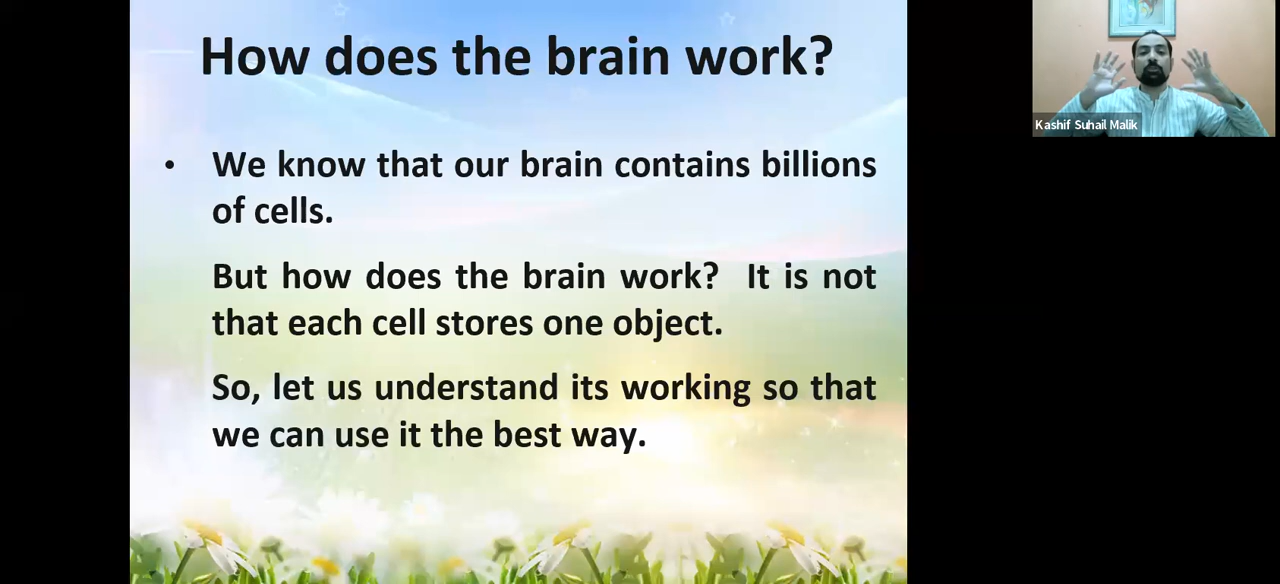 How does the brain work?
• We know that our brain contains billions
of cells.
But how does the brain work? It is not
that each cell stores one object.
So, let us understand its working so that
we can use it the best way.
Kashif Suhail Malik